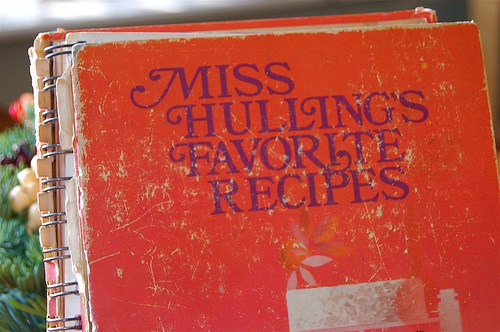 MISS
HULLING'S
FAVORITE
RECIPES